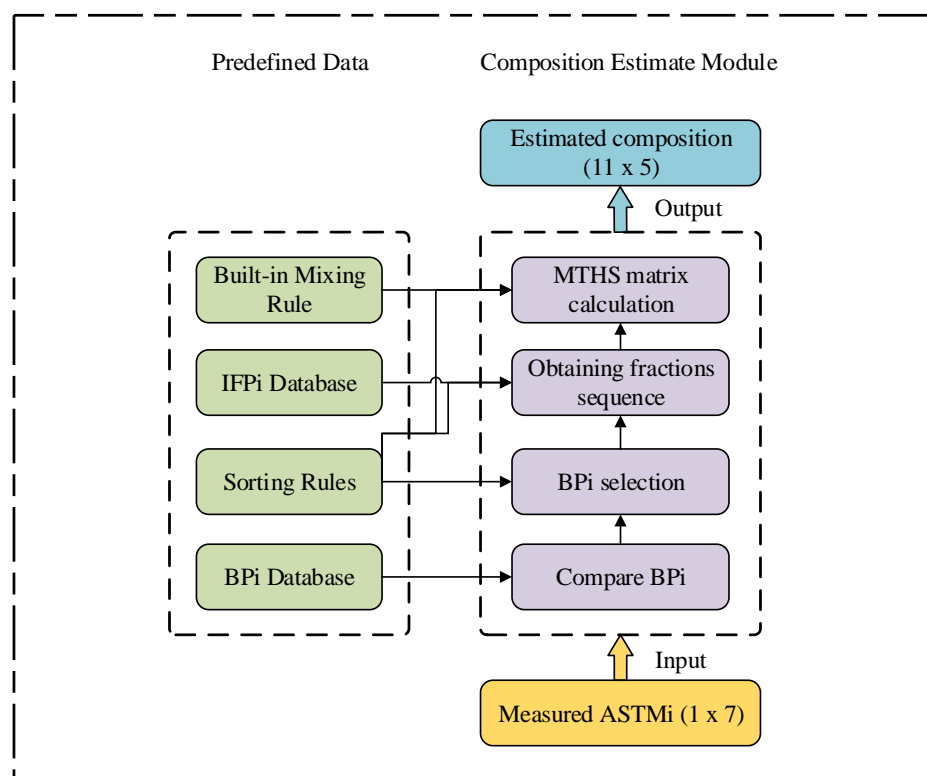 Predefined Data
Composition Estimate Module
Estimated composition
(11 x 5)
Output
Built-in Mixing
Rule
MTHS matrix
calculation
IFPi Database
Obtaining fractions
sequence
Sorting Rules
BPi selection
BPi Database
Compare BPi
Input
Measured ASTMi (1 x 7)